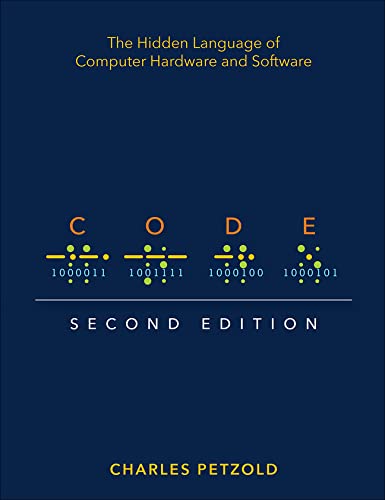 The Hidden Language of
Computer Hardware and Software
C O D E
1000011 1001111 1000100 1000101
SECOND EDITION
CHARLES PETZOLD